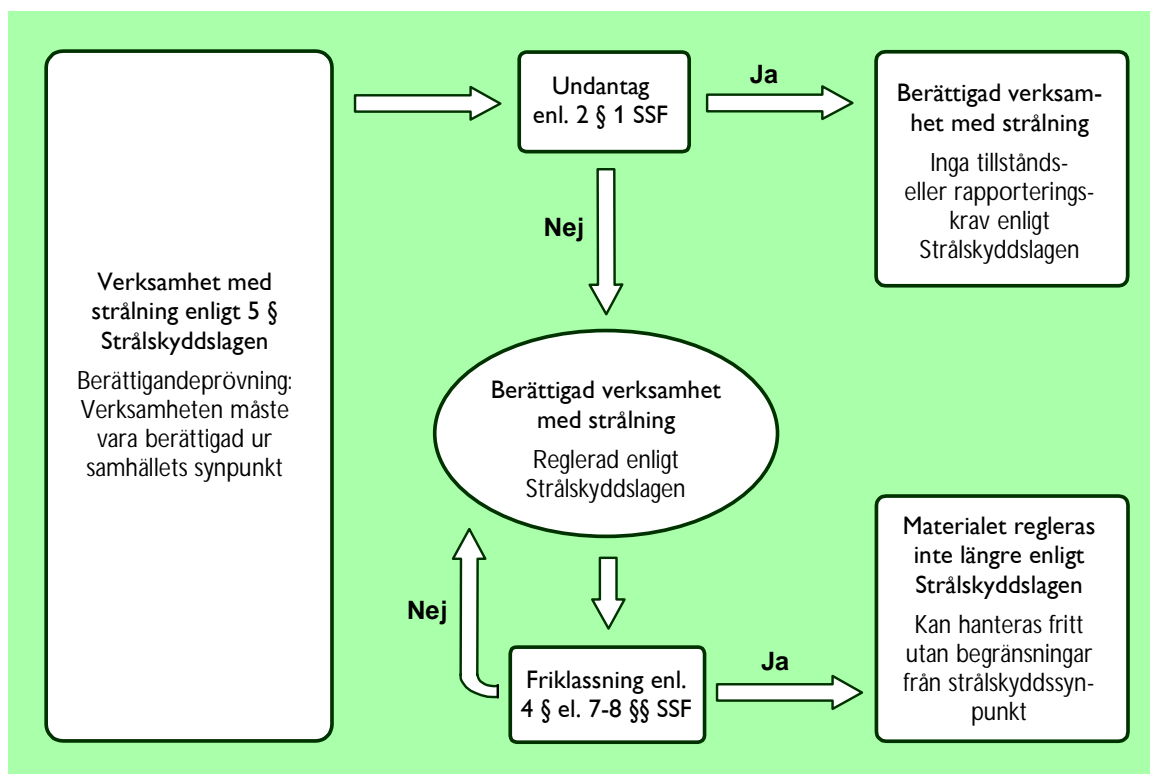 Verksamhet med
strålning enligt 5 §
Strålskyddslagen
Berättigandeprövning:
Verksamheten måste
vara berättigad ur
samhällets synpunkt
Undantag
enl. 2 § 1 SSF
Ja
Berättigad verksam-
het med strålning
Inga tillstånds-
eller rapporterings-
krav enligt
Strålskyddslagen
Nej
Berättigad verksamhet
med strålning
Reglerad enligt
Strålskyddslagen
Nej
Friklassning enl.
4 § el. 7-8 §§ SSF
Ja
Materialet regleras
inte längre enligt
Strålskyddslagen
Kan hanteras fritt
utan begränsningar
från strålskyddssyn-
punkt